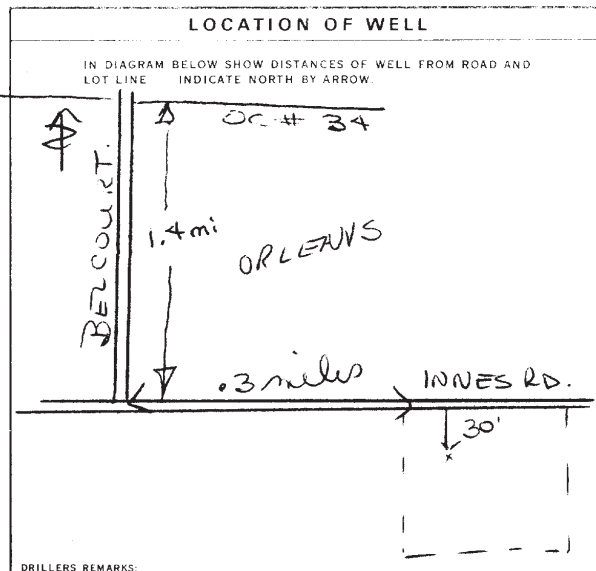 LOCATION OF WELL
IN DIAGRAM BELOW SHOW DISTANCES OF WELL FROM ROAD AND
LOT LINE INDICATE NORTH BY ARROW.
OC # 34
BELCOURT.
1.4 mi
ORLEANS
.3 miles
INNES RD.
30'
x
DRILLERS REMARKS: